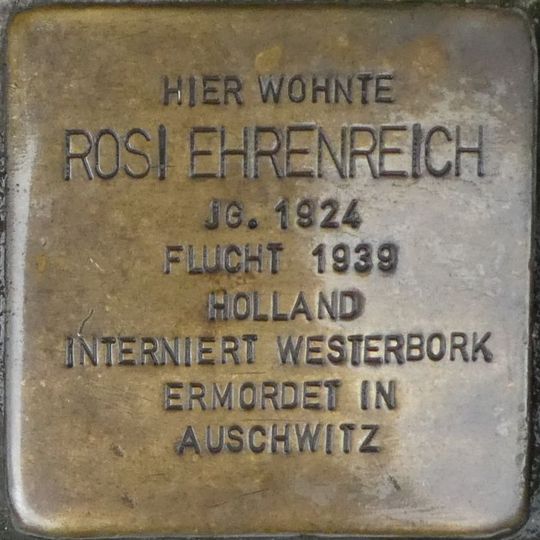 HIER WOHNTE
ROSI EHRENREICH
JG. 1924
FLUCHT 1939
HOLLAND
INTERNIERT WESTERBORK
ERMORDET IN
AUSCHWITZ